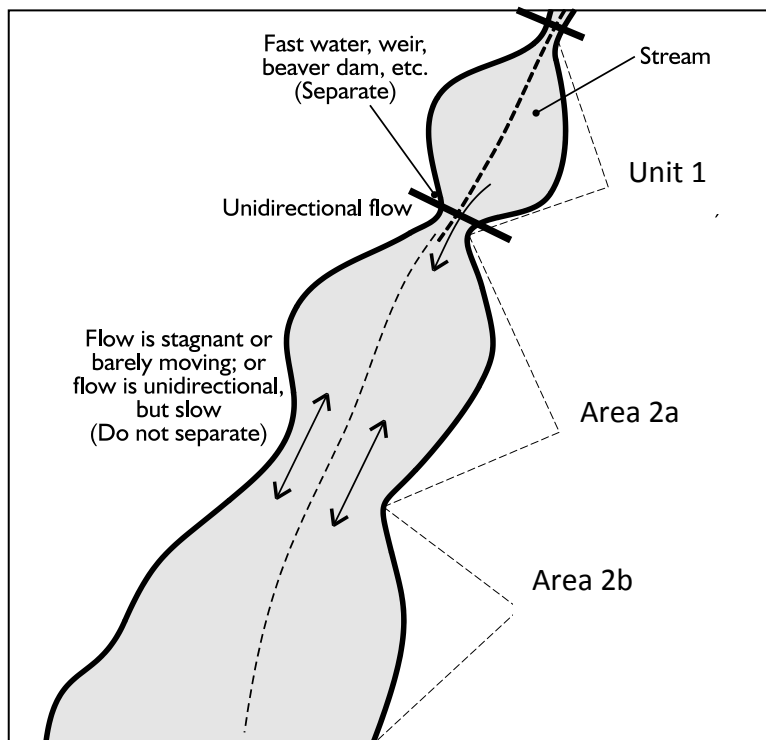 Fast water, weir,
beaver dam, etc.
(Separate)
Stream
Unit 1
Unidirectional flow
Flow is stagnant or
barely moving; or
flow is unidirectional,
but slow
(Do not separate)
Area 2a
Area 2b